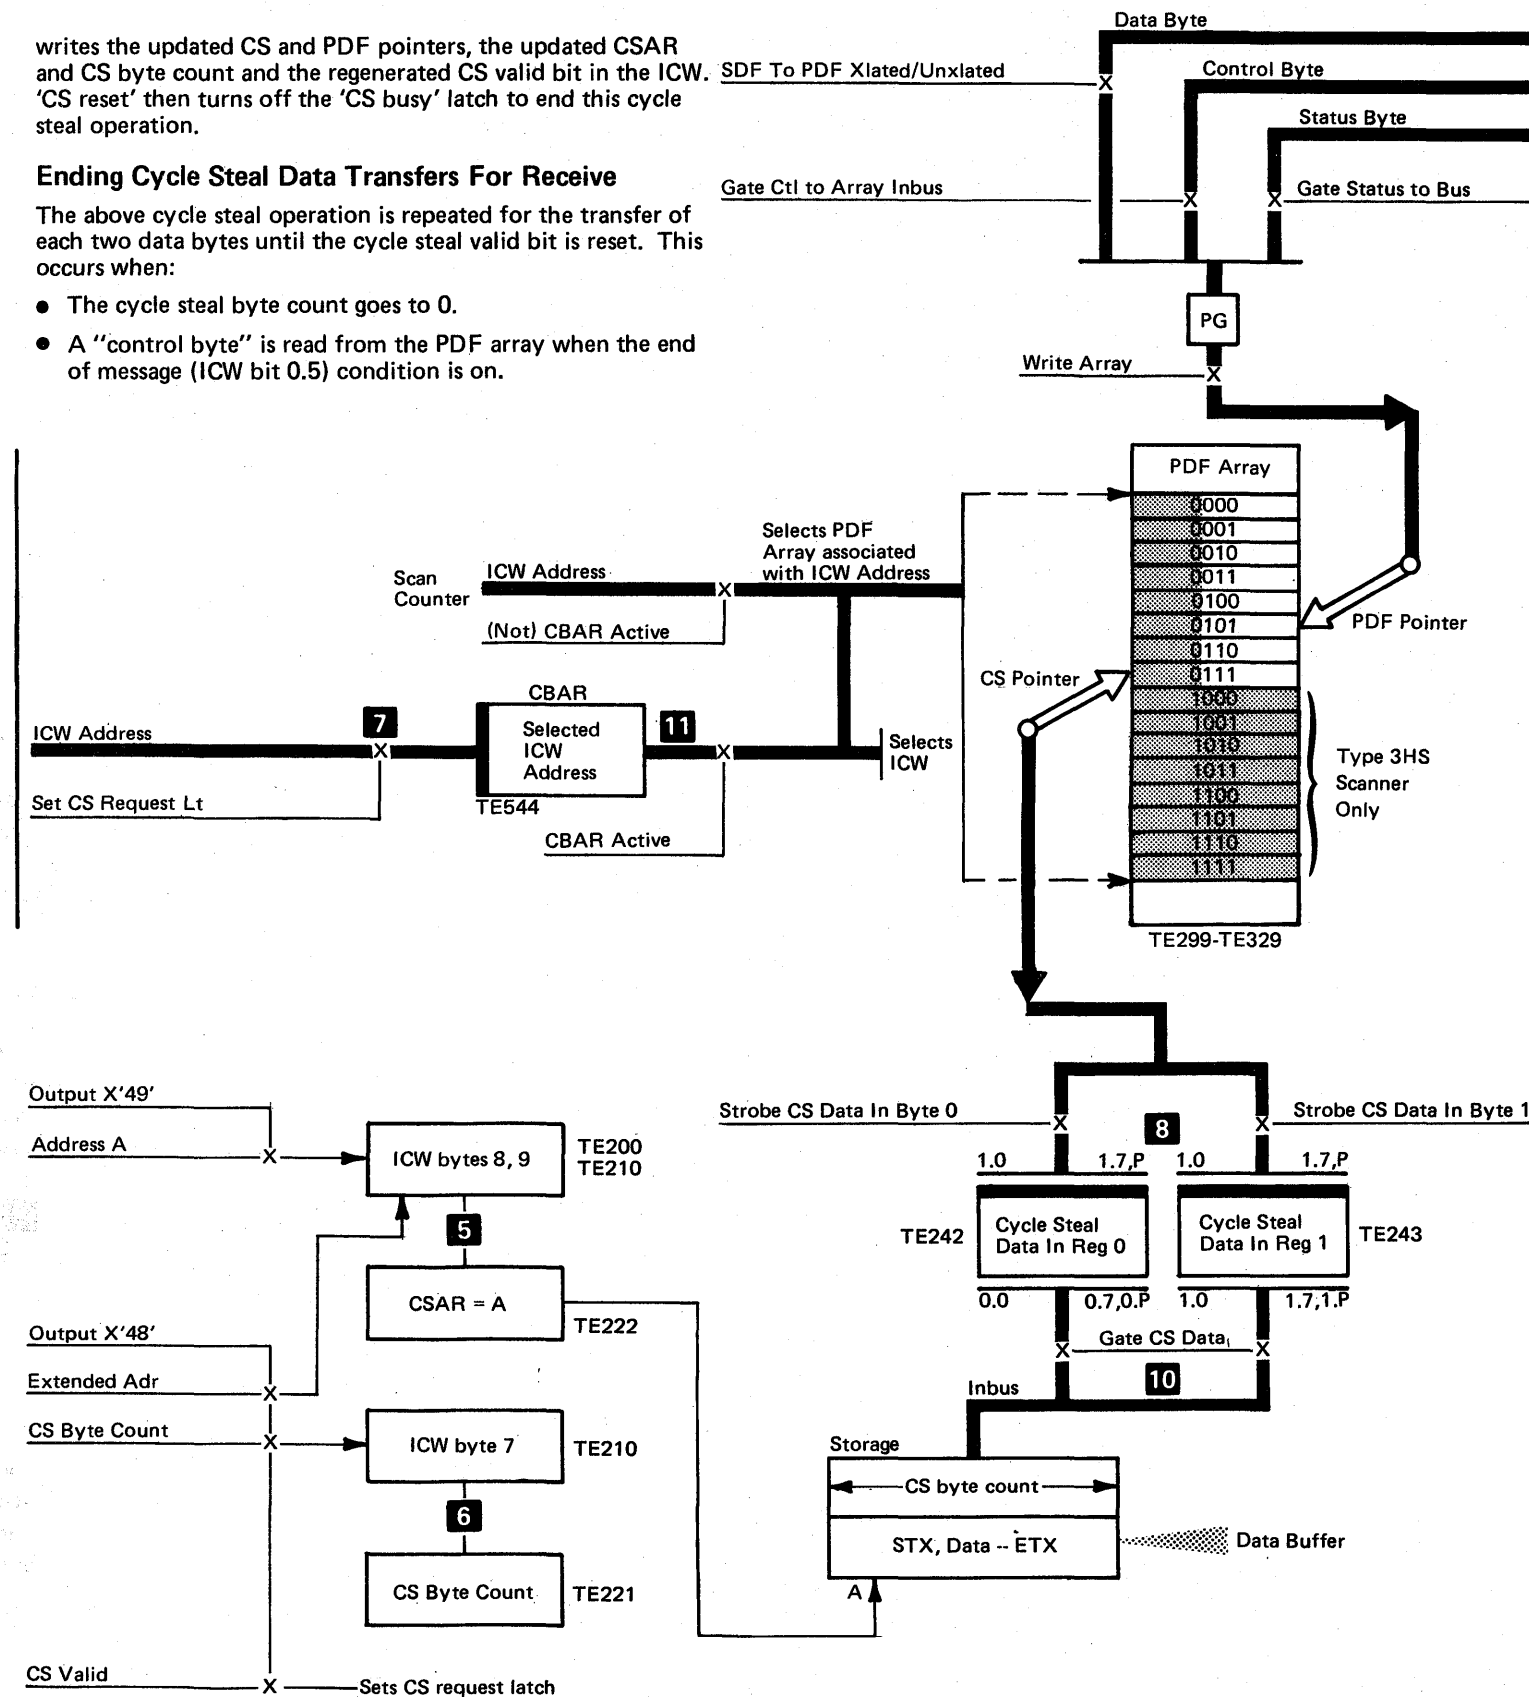 writes the updated CS and PDF pointers, the updated CSAR
and CS byte count and the regenerated CS valid bit in the ICW.
‘CS reset’ then turns off the ‘CS busy’ latch to end this cycle
steal operation.
Ending Cycle Steal Data Transfers For Receive
The above cycle steal operation is repeated for the transfer of
each two data bytes until the cycle steal valid bit is reset. This
occurs when:
● The cycle steal byte count goes to 0.
● A “control byte” is read from the PDF array when the end
of message (ICW bit 0.5) condition is on.
Data Byte
SDF To PDF Xlated/Unxlated
X
Control Byte
Status Byte
Gate Ctl to Array Inbus
X
X
Gate Status to Bus
PG
Write Array
X
PDF Array
0000
0001
0010
0011
0100
0101
0110
0111
1000
1001
1010
1011
1100
1101
1110
1111
TE299-TE329
PDF Pointer
CS Pointer
Type 3HS
Scanner
Only
Selects PDF
Array associated
with ICW Address
Scan
Counter
ICW Address
X
(Not) CBAR Active
CBAR
ICW Address
7
X
Selected
ICW
Address
11
X
Selects
ICW
Set CS Request Lt
TE544
CBAR Active
Output X'49'
Address A
X
ICW bytes 8, 9
TE200
TE210
5
CSAR = A
TE222
Output X'48'
Extended Adr
X
CS Byte Count
X
ICW byte 7
TE210
6
CS Byte Count
TE221
CS Valid
X
Sets CS request latch
Strobe CS Data In Byte 0
X
8
X
Strobe CS Data In Byte 1
1.0
1.7,P
1.0
1.7,P
TE242
Cycle Steal
Data In Reg 0
Cycle Steal
Data In Reg 1
TE243
0.0
0.7,0.P
1.0
1.7,1.P
X
Gate CS Data
X
10
Inbus
Storage
CS byte count
STX, Data -- ETX
Data Buffer
A